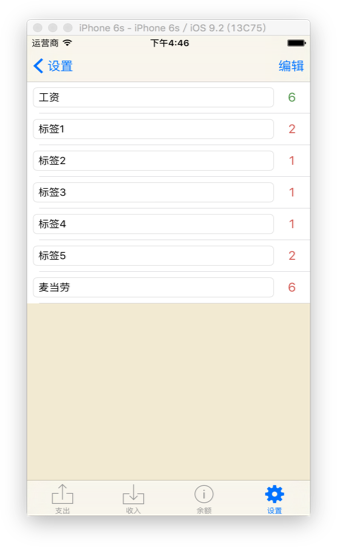 iPhone 6s - iPhone 6s / iOS 9.2 (13C75)
运营商 下午4:46
设置 编辑
工资 6
标签1 2
标签2 1
标签3 1
标签4 1
标签5 2
麦当劳 6
支出 收入 余额 设置